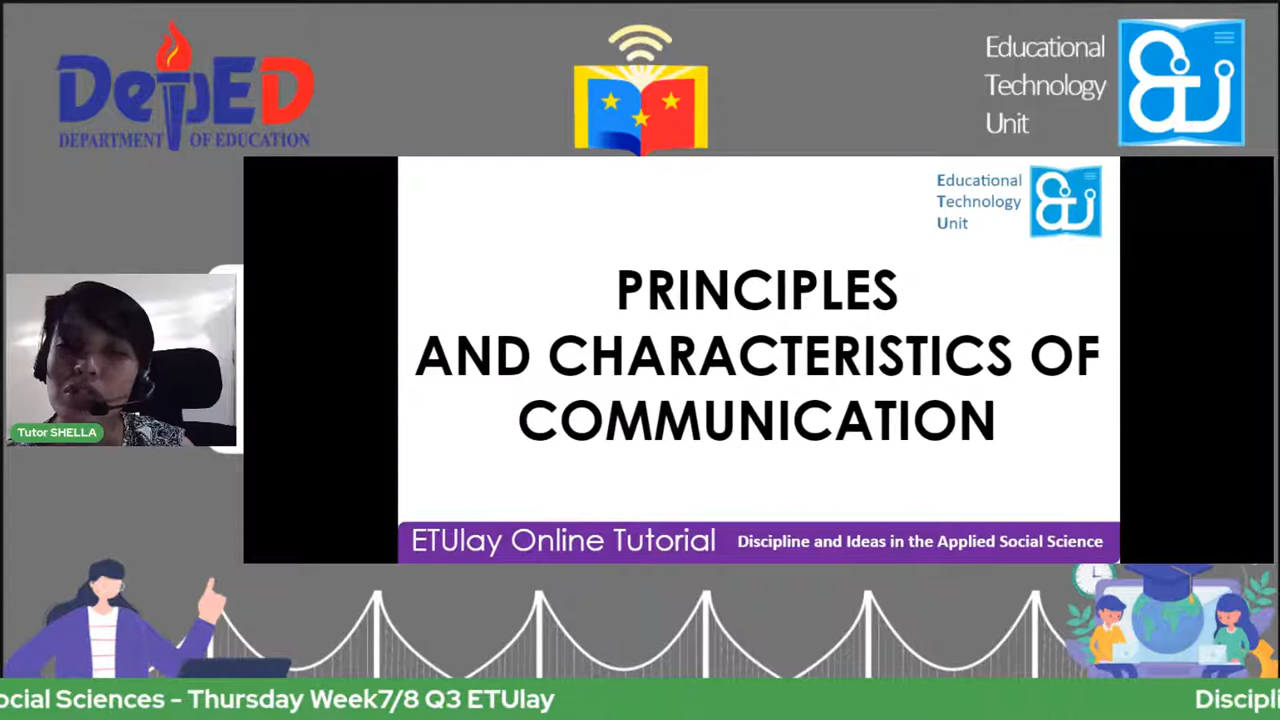 DepED
DEPARTMENT OF EDUCATION
Educational
Technology
Unit
Educational
Technology
Unit
PRINCIPLES
AND CHARACTERISTICS OF
COMMUNICATION
Tutor SHELLA
ETUlay Online Tutorial
Discipline and Ideas in the Applied Social Science
ocial Sciences - Thursday Week7/8 Q3 ETUlay
Discipli